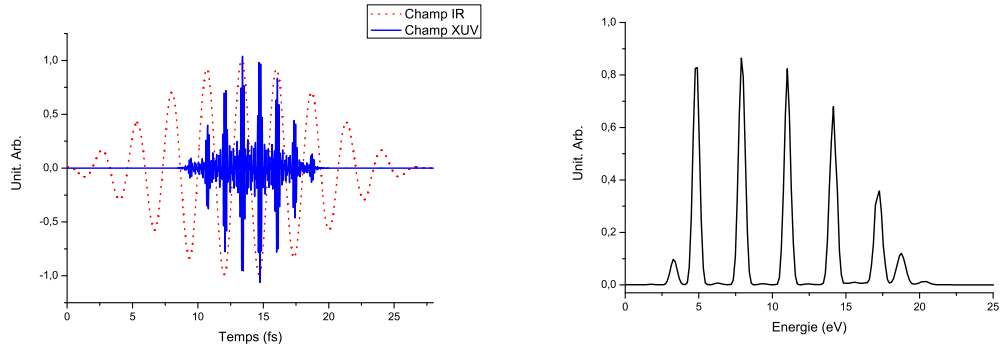 Champ IR
Champ XUV
1,0
0,5
0,0
-0,5
-1,0
Unit. Arb.
0 5 10 15 20 25
Temps (fs)
1,0
0,8
0,6
0,4
0,2
0,0
Unit. Arb.
0 5 10 15 20 25
Energie (eV)